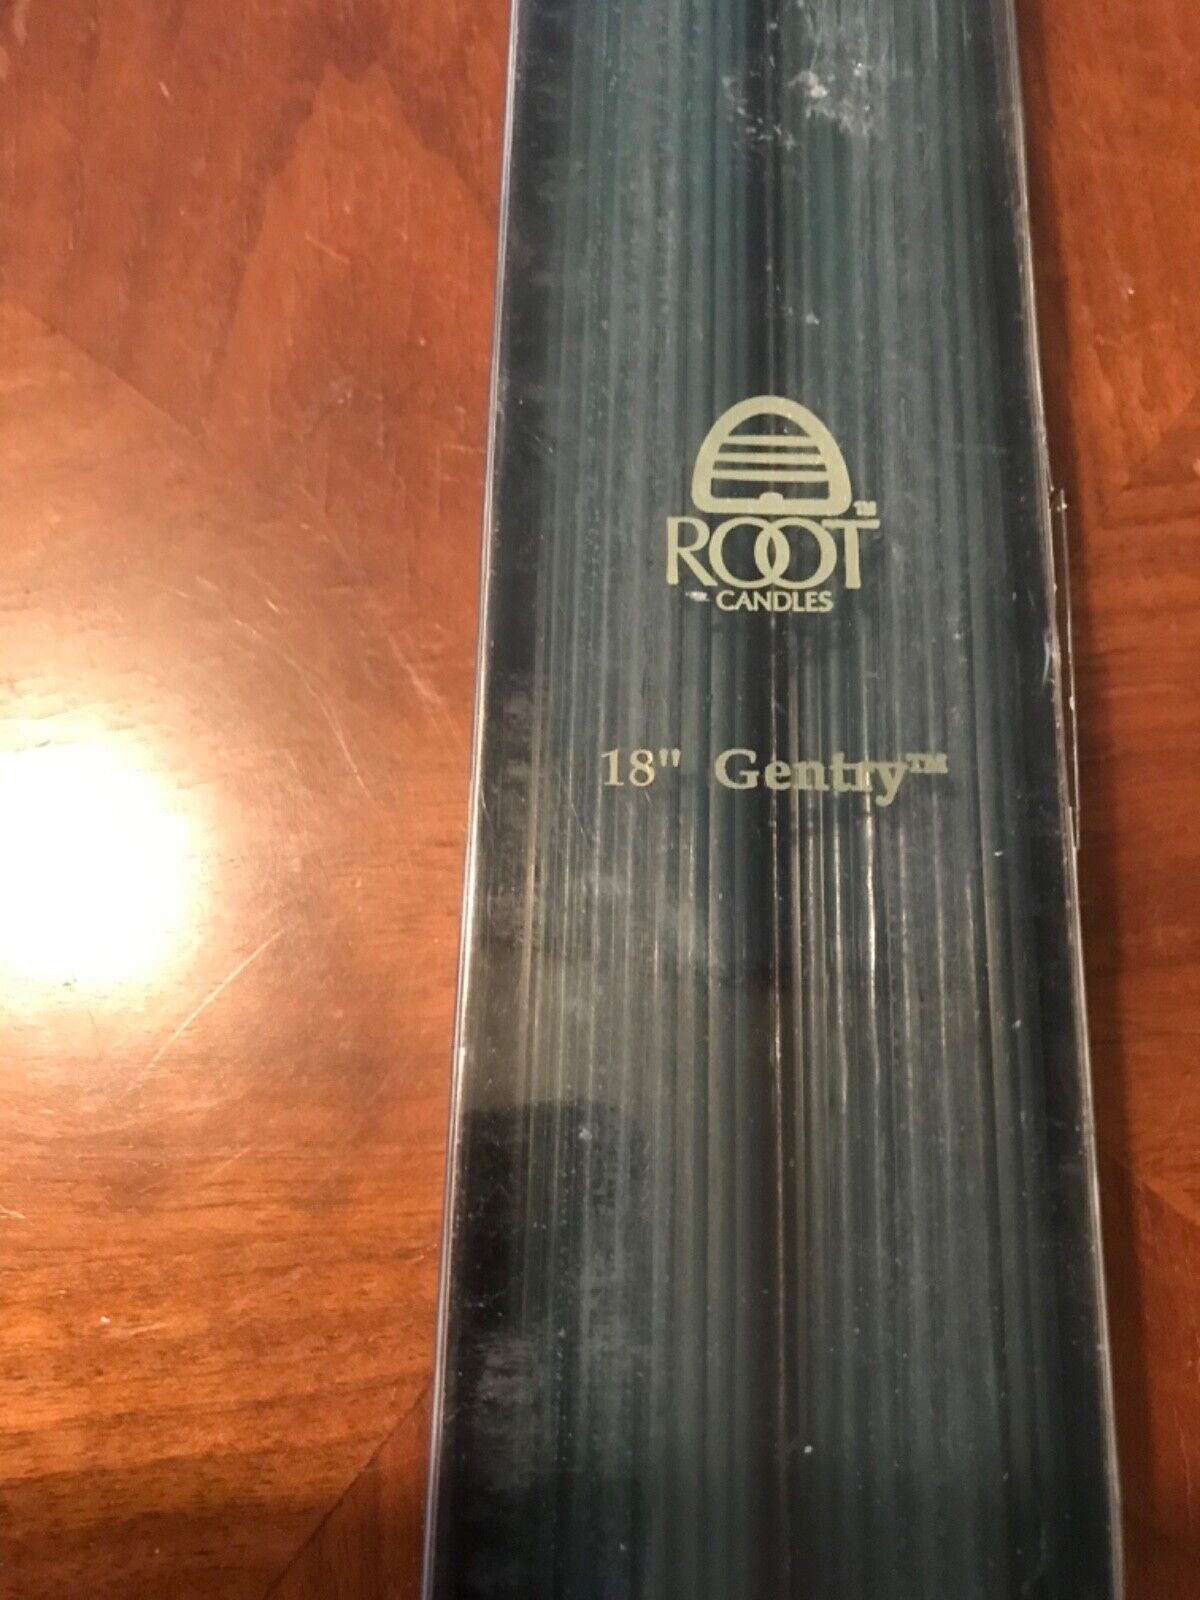 ™
ROOT
CANDLES
18" Gentry™